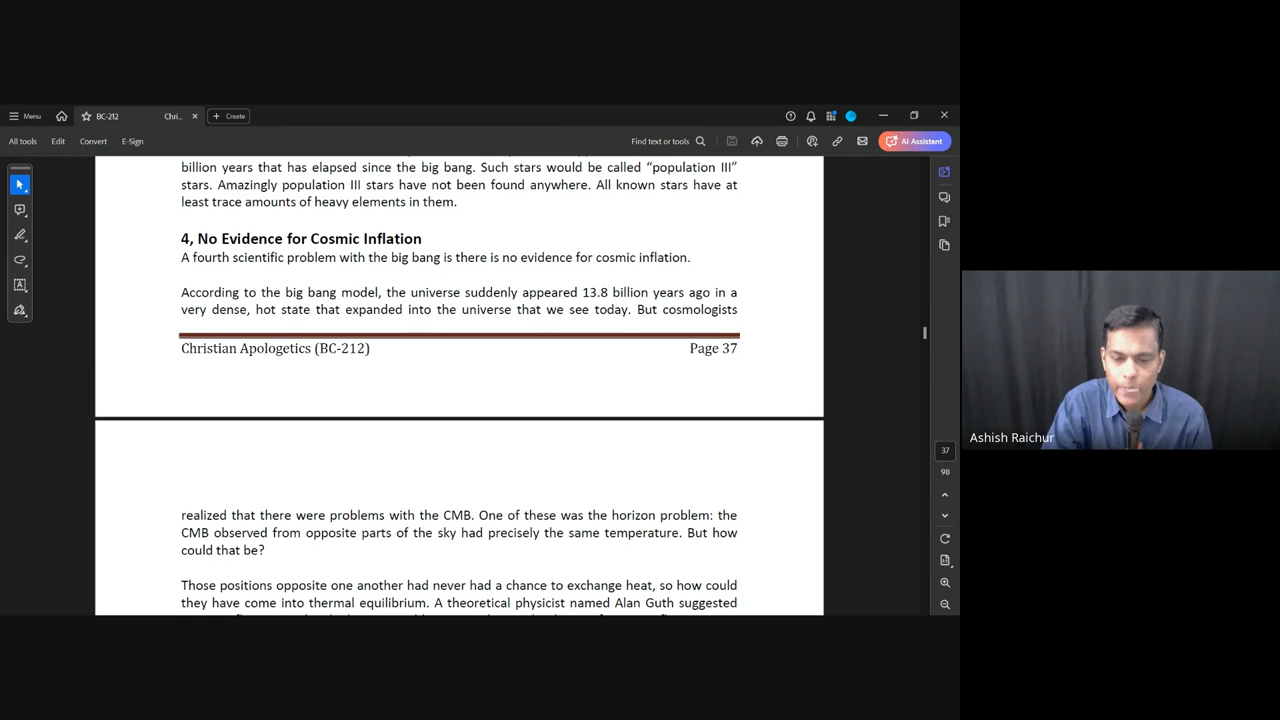 Menu
BC-212
Chri...
Create
All tools
Edit
Convert
E-Sign
Find text or tools
AI Assistant
billion years that has elapsed since the big bang. Such stars would be called “population III”
stars. Amazingly population III stars have not been found anywhere. All known stars have at
least trace amounts of heavy elements in them.
4, No Evidence for Cosmic Inflation
A fourth scientific problem with the big bang is there is no evidence for cosmic inflation.
According to the big bang model, the universe suddenly appeared 13.8 billion years ago in a
very dense, hot state that expanded into the universe that we see today. But cosmologists
Christian Apologetics (BC-212)
Page 37
realized that there were problems with the CMB. One of these was the horizon problem: the
CMB observed from opposite parts of the sky had precisely the same temperature. But how
could that be?
Those positions opposite one another had never had a chance to exchange heat, so how could
they have come into thermal equilibrium. A theoretical physicist named Alan Guth suggested
37
98
Ashish Raichur